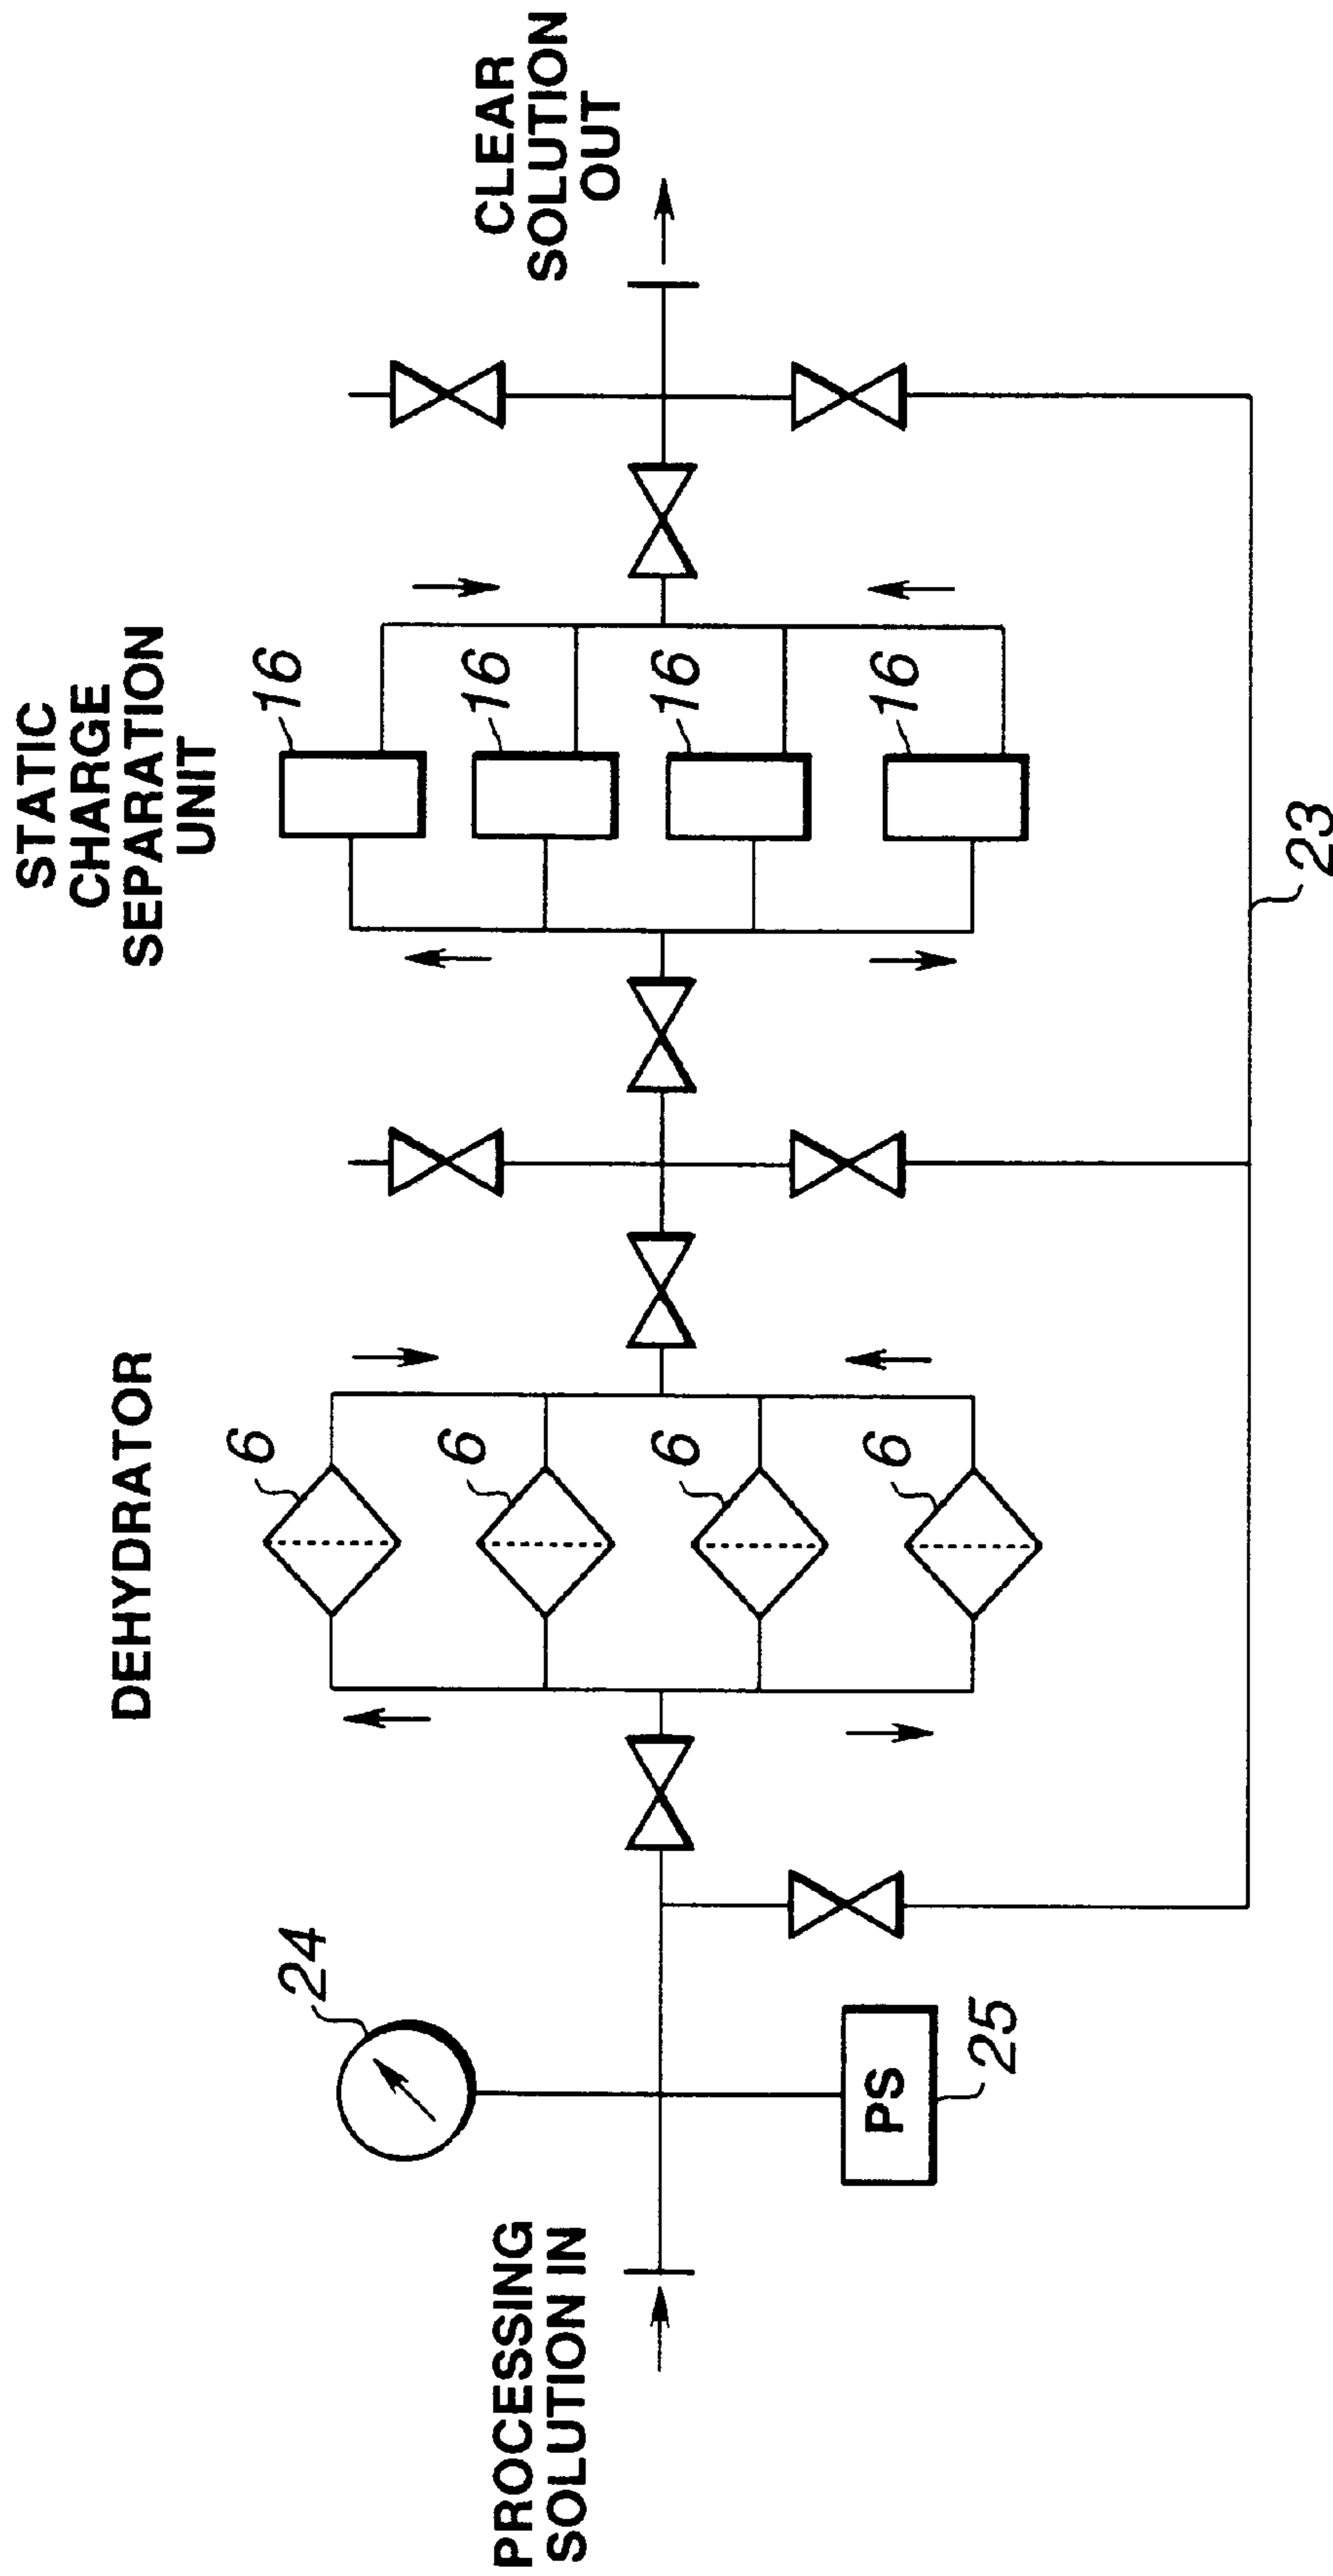 STATIC
CHARGE
SEPARATION
UNIT
DEHYDRATOR
CLEAR
SOLUTION
OUT
16
16
16
16
6
6
6
6
24
PS
25
PROCESSING
SOLUTION IN
23